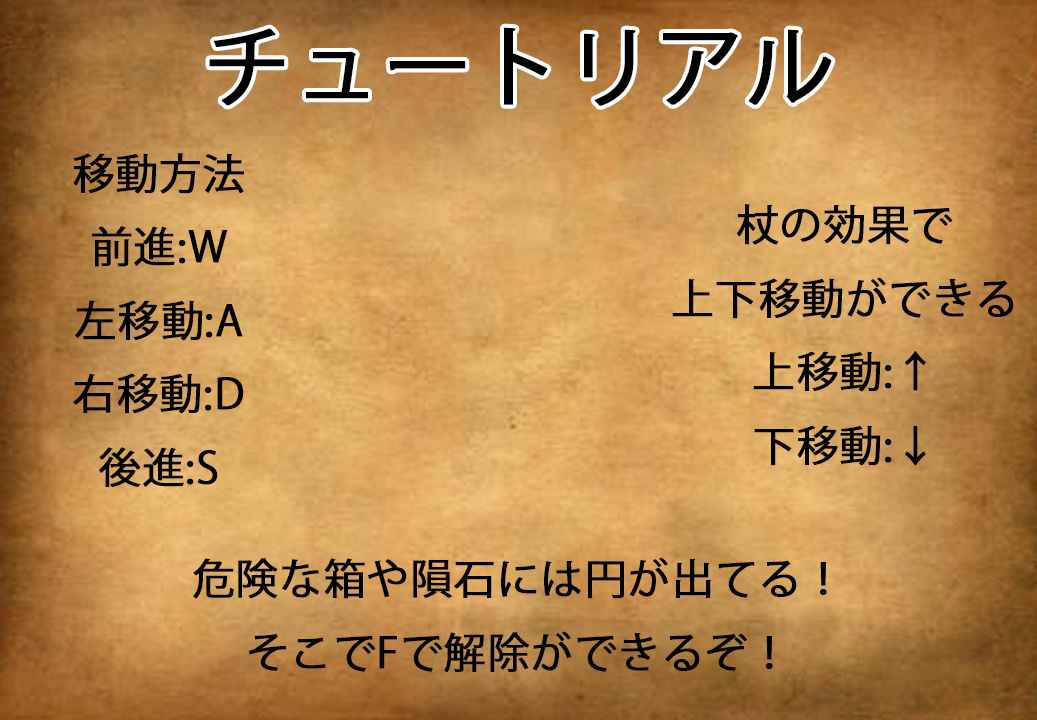 チュートリアル
移動方法
前進:W
左移動:A
右移動:D
後進:S
杖の効果で
上下移動ができる
上移動:↑
下移動:↓
危険な箱や隕石には円が出てる！
そこでFで解除ができるぞ！